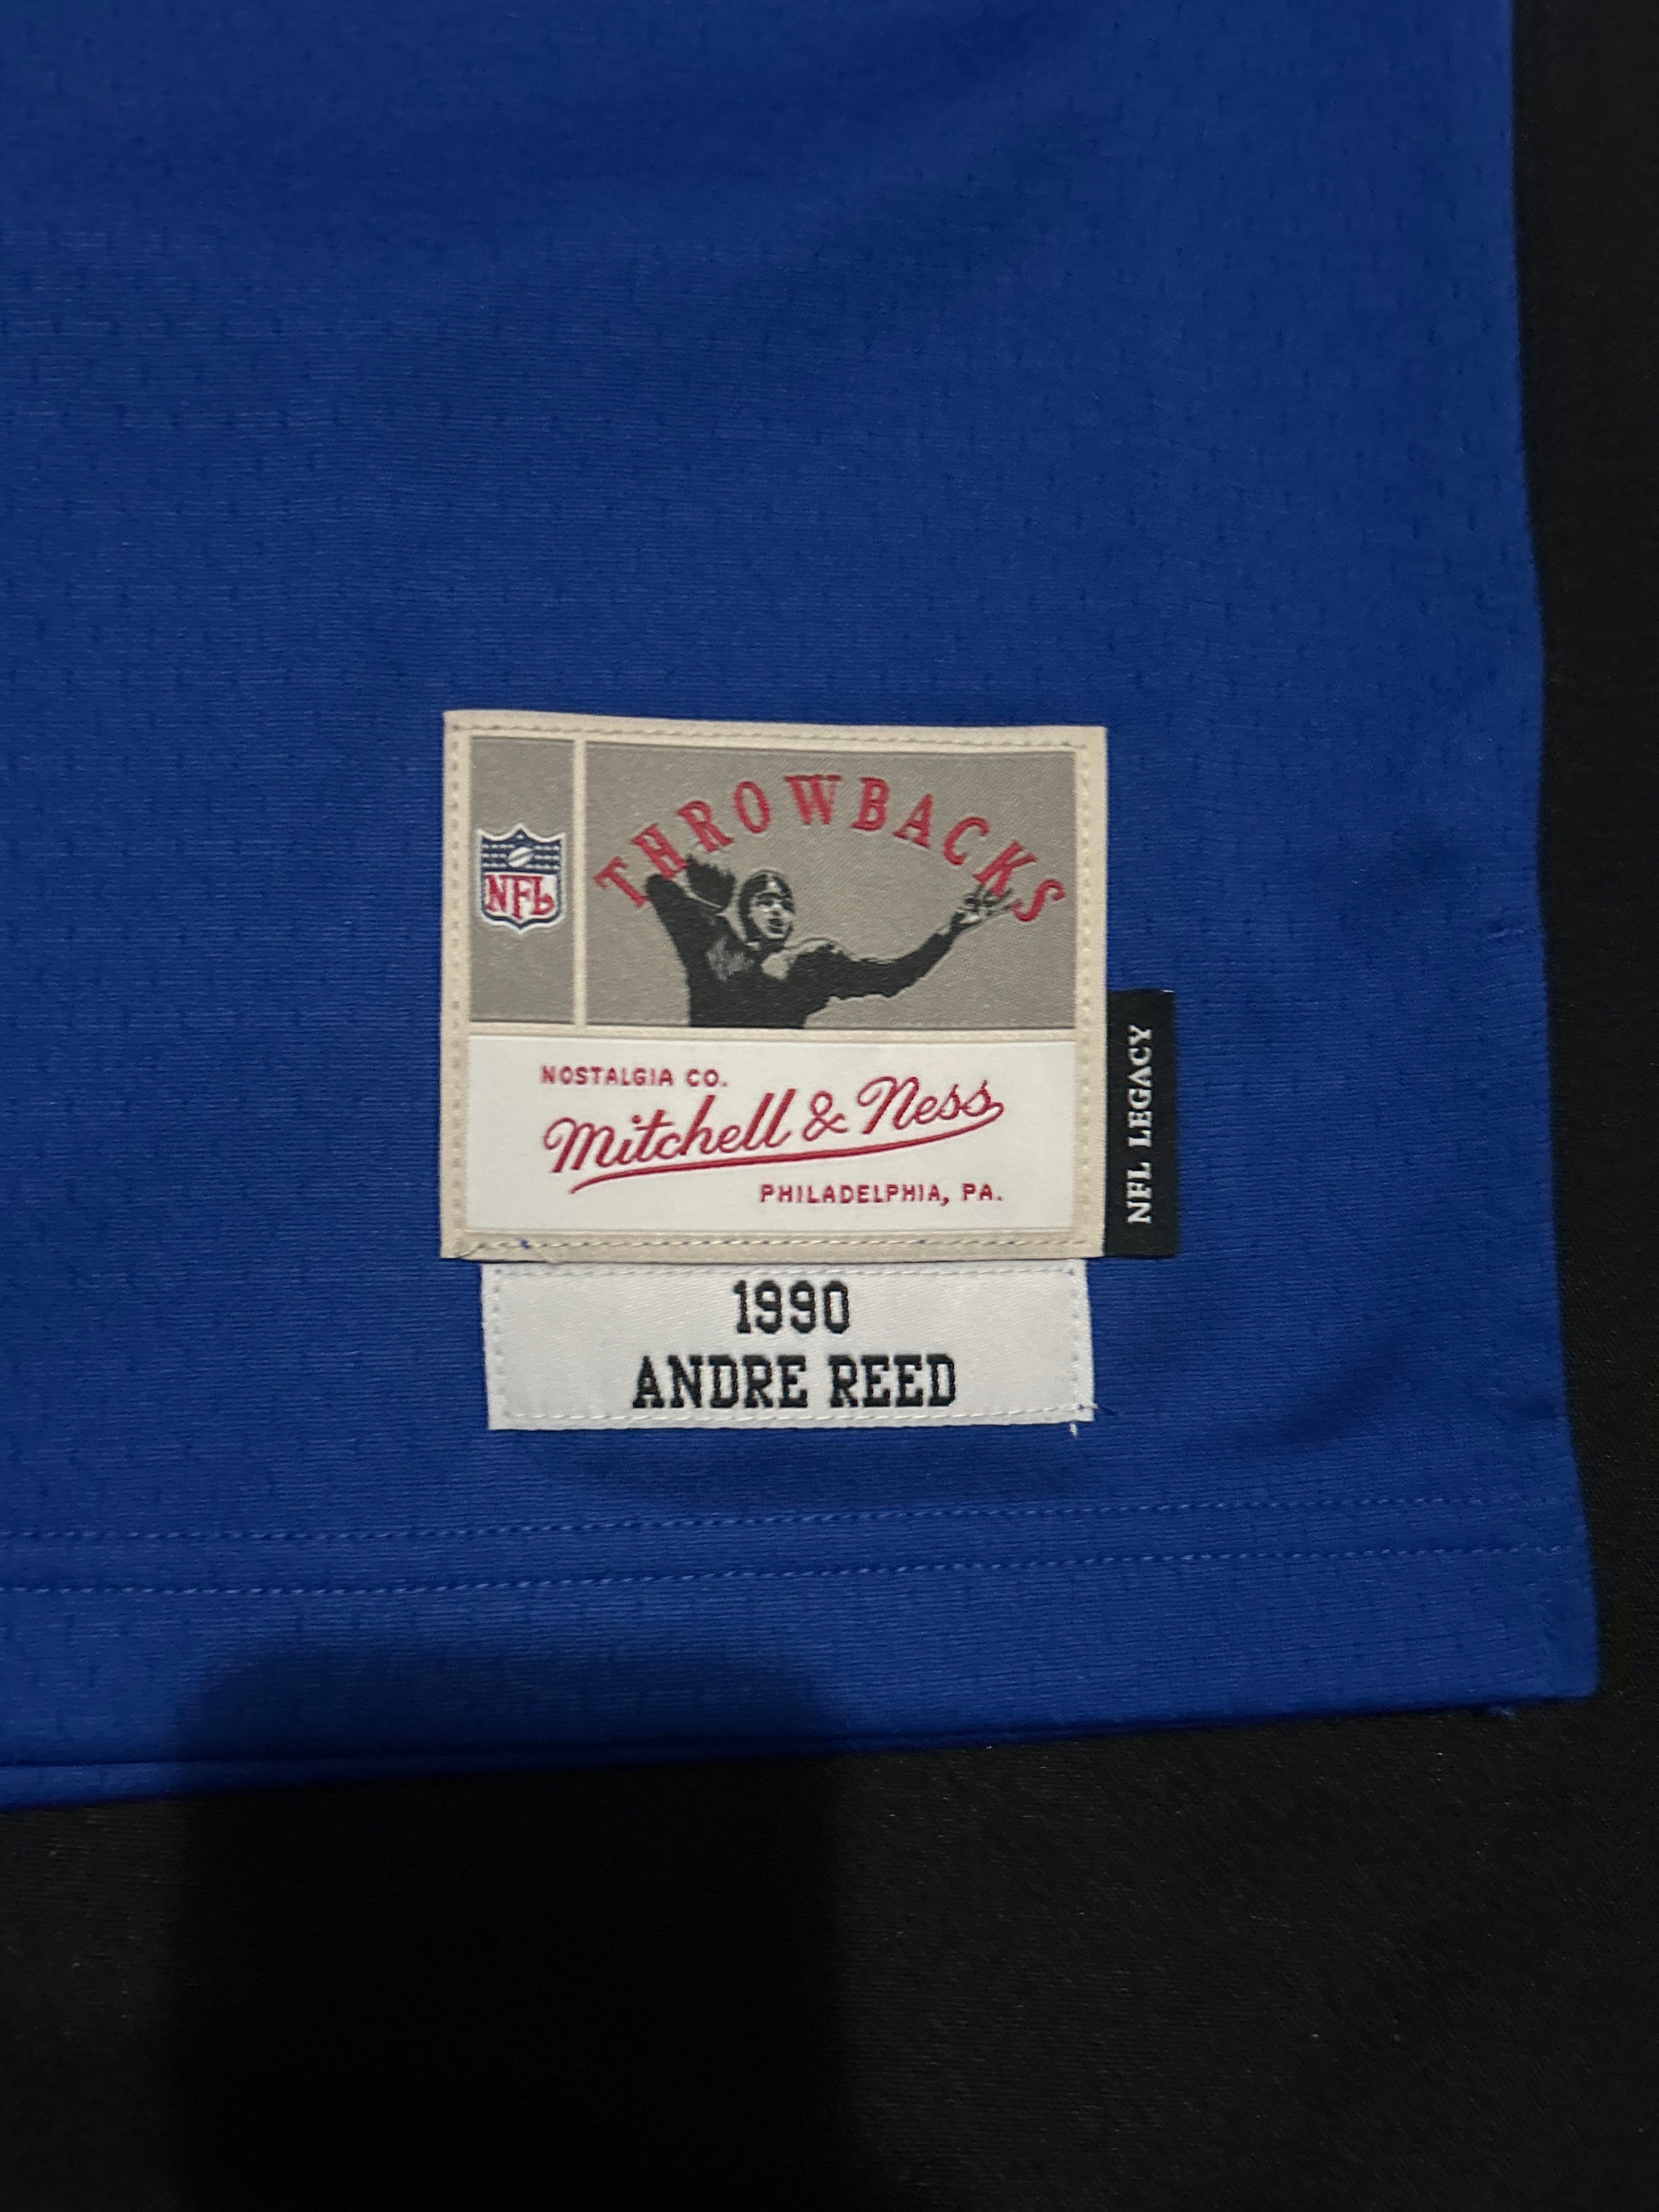 THROWBACKS
NFL
NOSTALGIA CO.
Mitchell & Ness
PHILADELPHIA, PA.
NFL LEGACY
1990
ANDRE REED